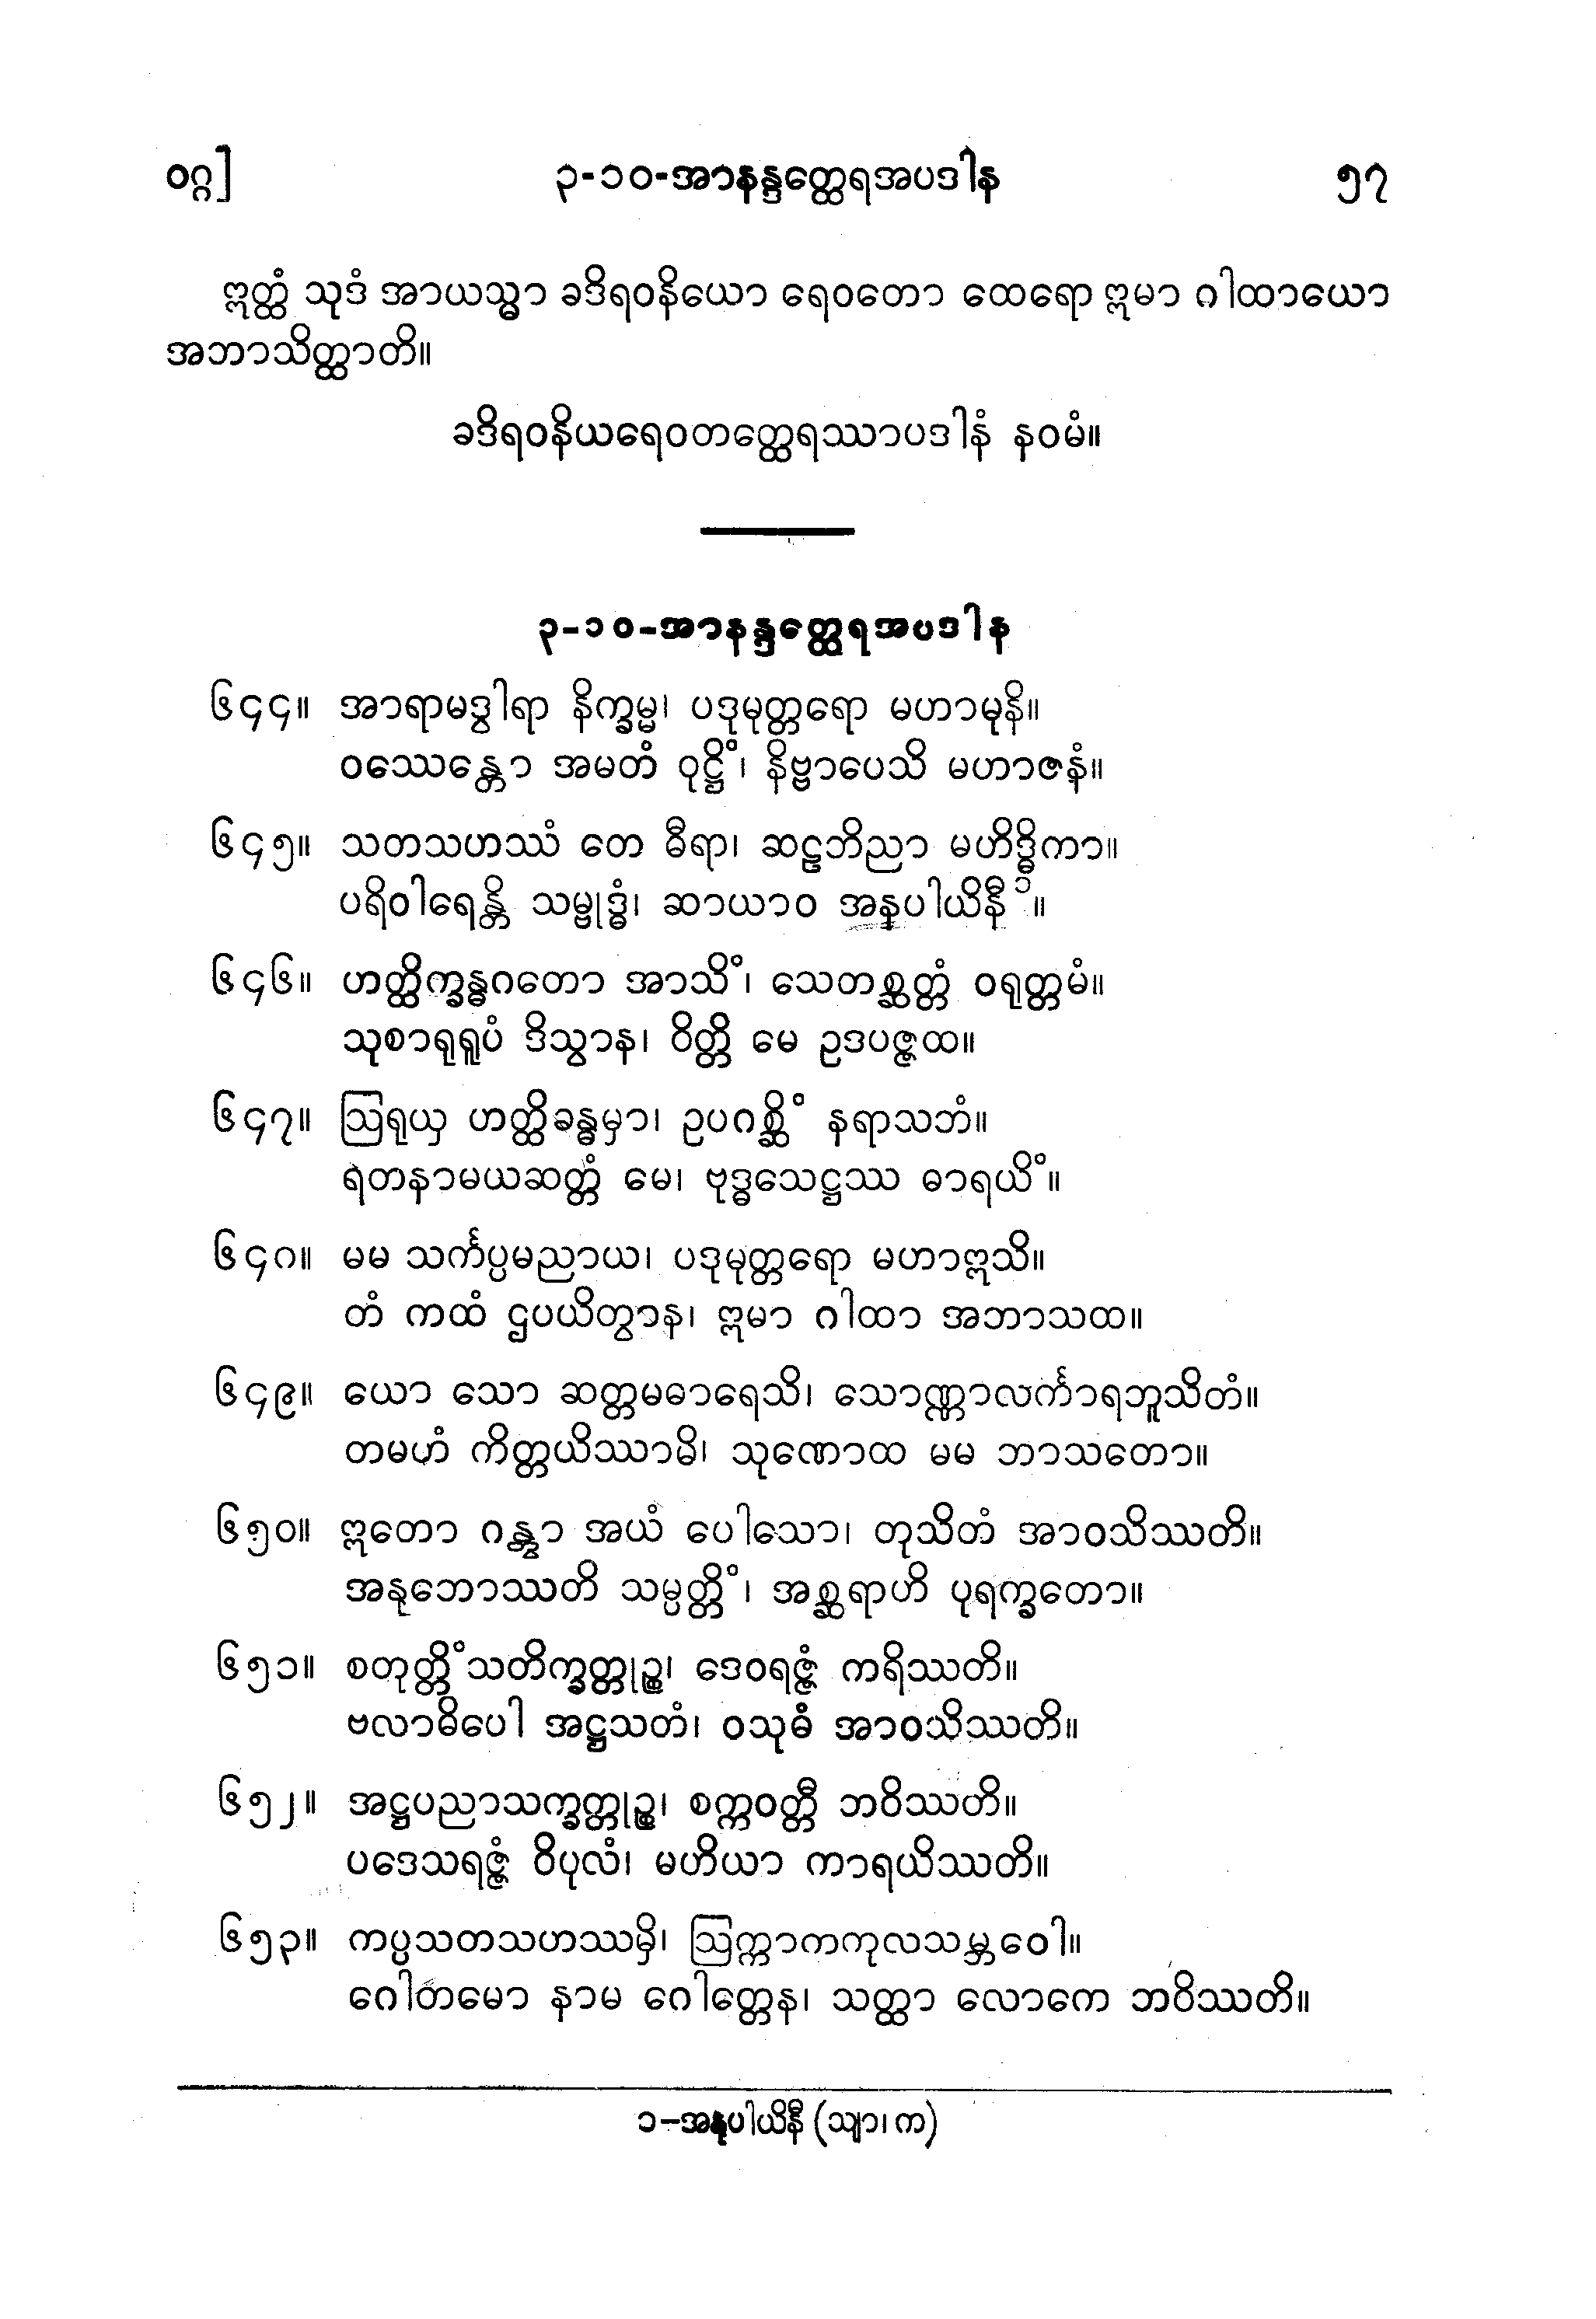 ဝဂ္ဂ] ၃-၁၀-အာနန္ဒတ္ထေရအပဒါန ၅၇
ဣတ္ထံ သုဒံ အာယသ္မာ ခဒိရဝနိယော ရေဝတော ထေရော ဣမာ ဂါထာယော
အဘာသိတ္ထာတိ။
ခဒိရဝနိယရေဝတတ္ထေရဿာပဒါနံ နဝမံ။
၃-၁၀-အာနန္ဒတ္ထေရအပဒါန
၆၄၄။ အာရာမဒွါရာ နိက္ခမ္မ၊ ပဒုမုတ္တရော မဟာမုနိ။
ဝဿေန္တော အမတံ ဝုဋ္ဌိံ၊ နိဗ္ဗာပေသိ မဟာဇနံ။
၆၄၅။ သတသဟဿံ တေ ဓီရာ၊ ဆဠဘိညာ မဟိဒ္ဓိကာ။
ပရိဝါရေန္တိ သမ္ဗုဒ္ဓံ၊ ဆာယာဝ အနပါယိနီ ၁။
၆၄၆။ ဟတ္ထိက္ခန္ဓဂတော အာသိံ၊ သေတစ္ဆတ္တံ ဝရုတ္တမံ။
သုစာရုရူပံ ဒိသွာန၊ ဝိတ္တိ မေ ဥဒပဇ္ဇထ။
၆၄၇။ ဩရုယှ ဟတ္ထိခန္ဓမှာ၊ ဥပဂစ္ဆိံ နရာသဘံ။
ရတနာမယဆတ္တံ မေ၊ ဗုဒ္ဓသေဋ္ဌဿ ဓာရယိံ။
၆၄၈။ မမ သင်္ကပ္ပမညာယ၊ ပဒုမုတ္တရော မဟာဣသိ။
တံ ကထံ ဌပယိတွာန၊ ဣမာ ဂါထာ အဘာသထ။
၆၄၉။ ယော သော ဆတ္တမဓာရေသိ၊ သောဏ္ဏာလင်္ကာရဘူသိတံ။
တမဟံ ကိတ္တယိဿာမိ၊ သုဏောထ မမ ဘာသတော။
၆၅၀။ ဣတော ဂန္တွာ အယံ ပေါသော၊ တုသိတံ အာဝသိဿတိ။
အနုဘောဿတိ သမ္ပတ္တိံ၊ အစ္ဆရာဟိ ပုရက္ခတော။
၆၅၁။ စတုတ္တိံသတိက္ခတ္တုဉ္စ၊ ဒေဝရဇ္ဇံ ကရိဿတိ။
ဗလာဓိပေါ အဋ္ဌသတံ၊ ဝသုဓံ အာဝသိဿတိ။
၆၅၂။ အဋ္ဌပညာသက္ခတ္တုဉ္စ၊ စက္ကဝတ္တီ ဘဝိဿတိ။
ပဒေသရဇ္ဇံ ဝိပုလံ၊ မဟိယာ ကာရယိဿတိ။
၆၅၃။ ကပ္ပသတသဟဿမှိ၊ ဩက္ကာကကုလသမ္ဘဝေါ။
ဂေါတမော နာမ ဂေါတ္တေန၊ သတ္ထာ လောကေ ဘဝိဿတိ။
၁-အနုပါယိနီ (သျာ၊ က)